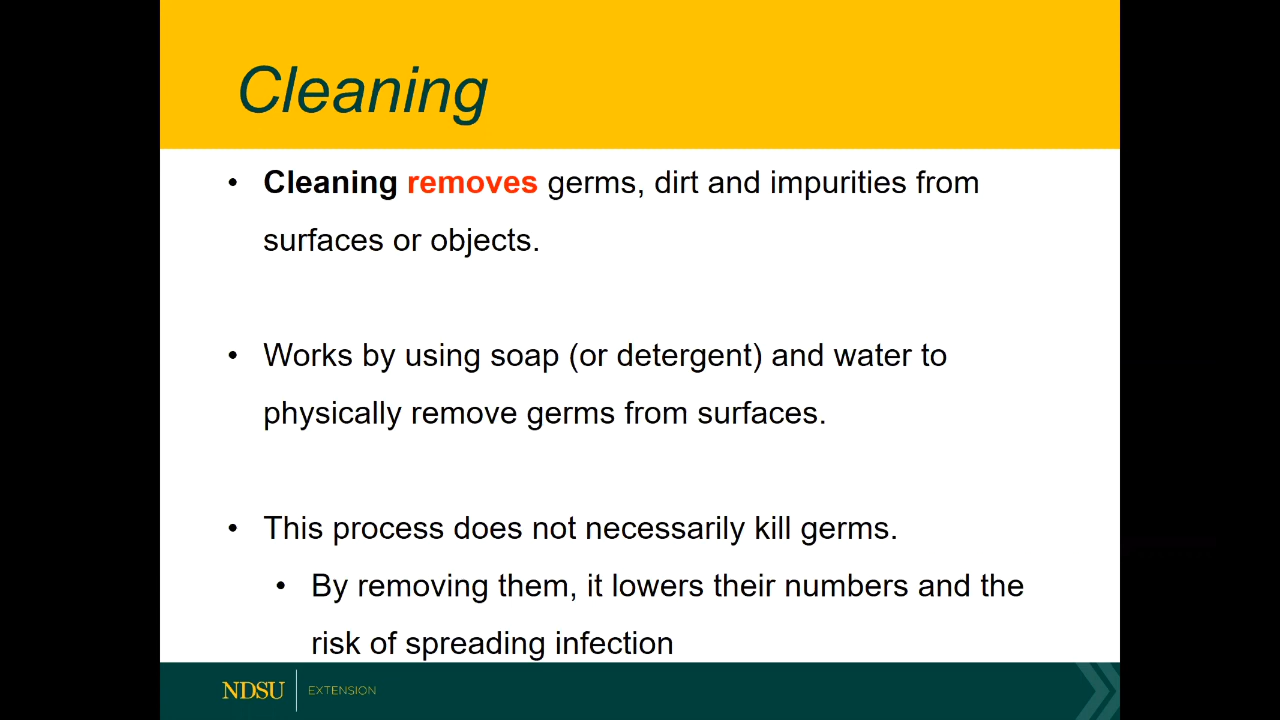 Cleaning
• Cleaning removes germs, dirt and impurities from
surfaces or objects.
• Works by using soap (or detergent) and water to
physically remove germs from surfaces.
• This process does not necessarily kill germs.
• By removing them, it lowers their numbers and the
risk of spreading infection
NDSU EXTENSION